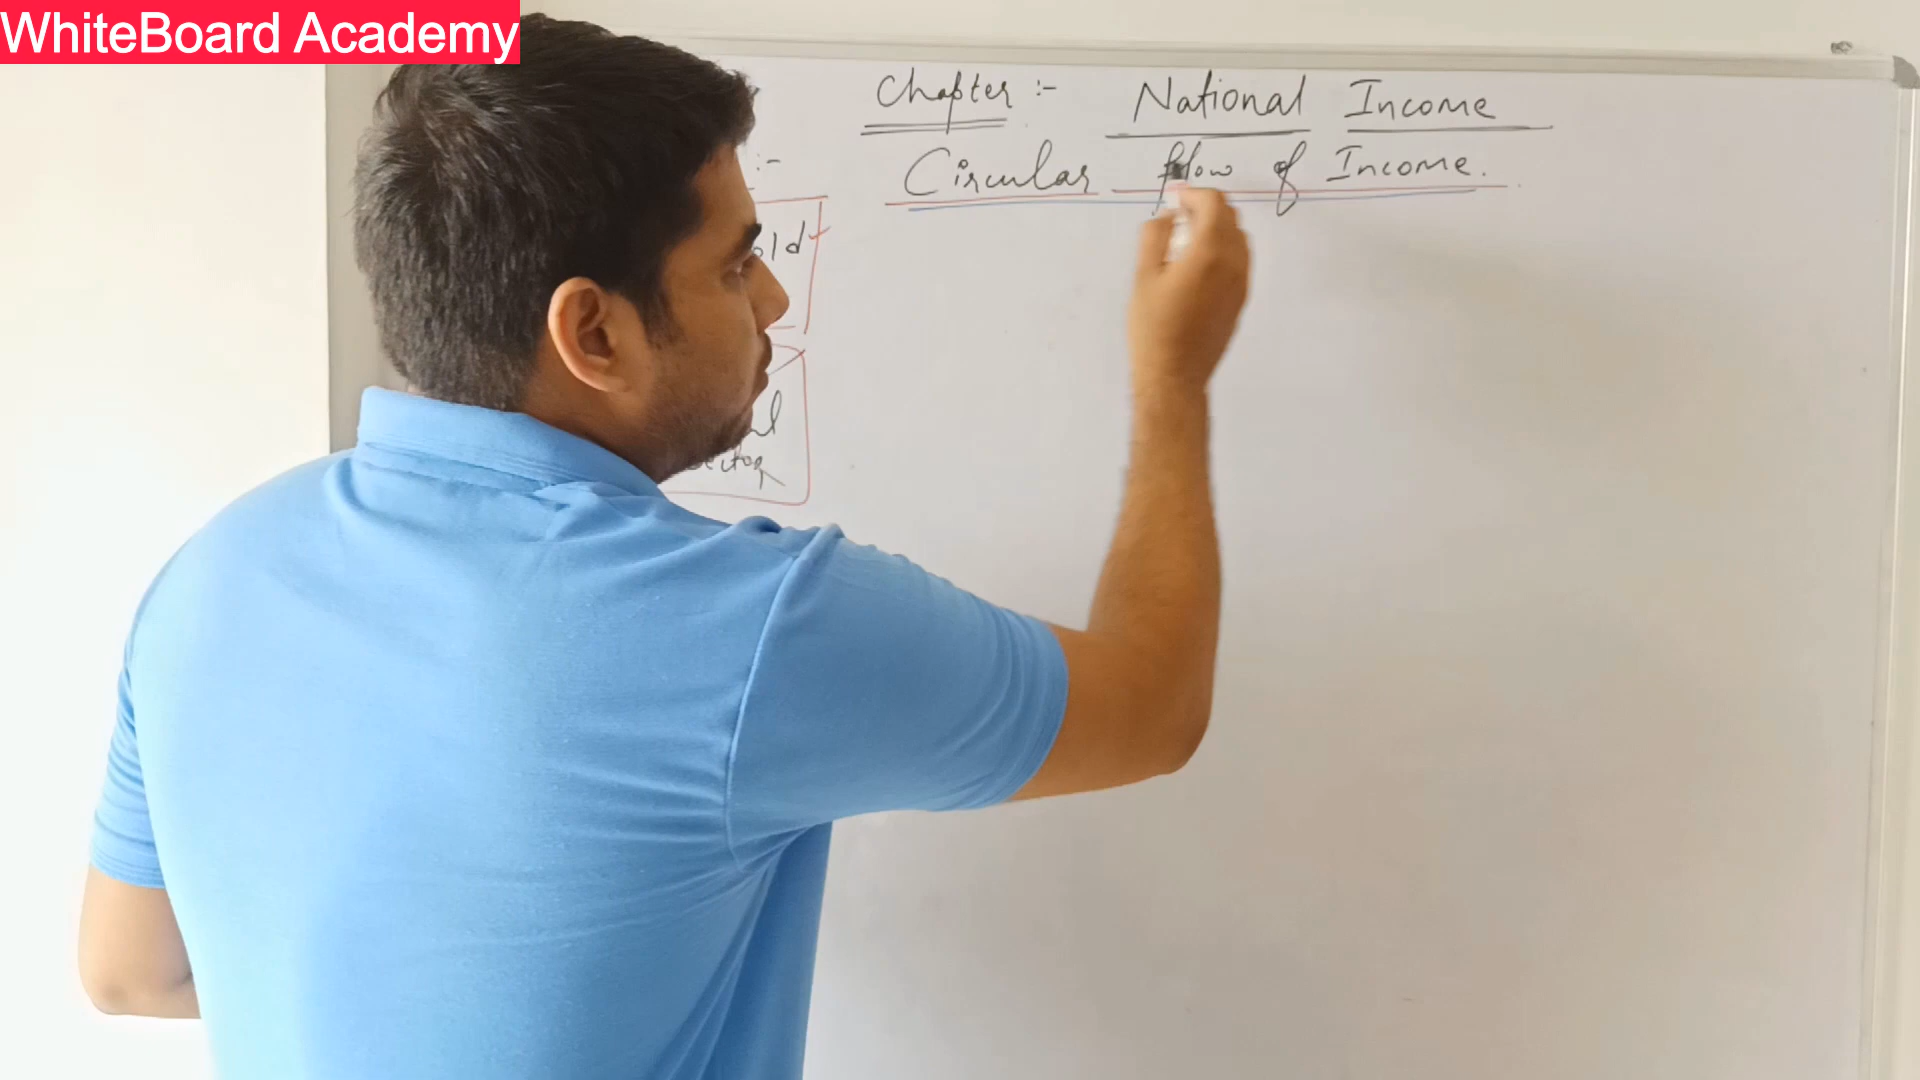 WhiteBoard Academy
Chapter :- National Income
Circular flow of Income.
:-